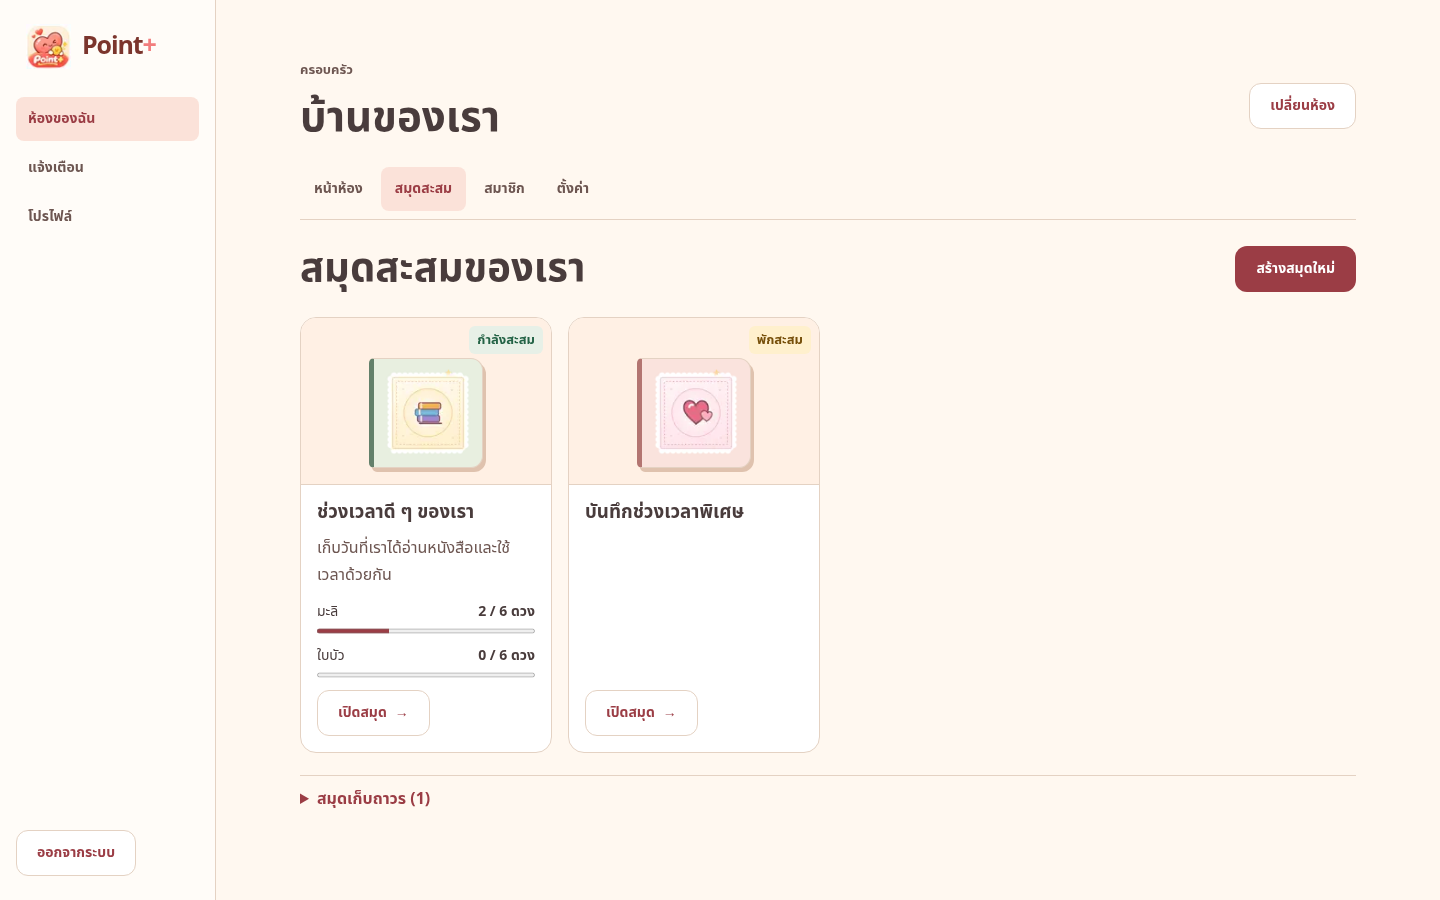 Point+
Point+
ห้องของฉัน
แจ้งเตือน
โปรไฟล์
ออกจากระบบ
ครอบครัว
บ้านของเรา
เปลี่ยนห้อง
หน้าห้อง
สมุดสะสม
สมาชิก
ตั้งค่า
สมุดสะสมของเรา
สร้างสมุดใหม่
กำลังสะสม
ช่วงเวลาดี ๆ ของเรา
เก็บวันที่เราได้อ่านหนังสือและใช้
เวลาด้วยกัน
มะลิ 2 / 6 ดวง
ใบบัว 0 / 6 ดวง
เปิดสมุด →
พักสะสม
บันทึกช่วงเวลาพิเศษ
เปิดสมุด →
สมุดเก็บถาวร (1)